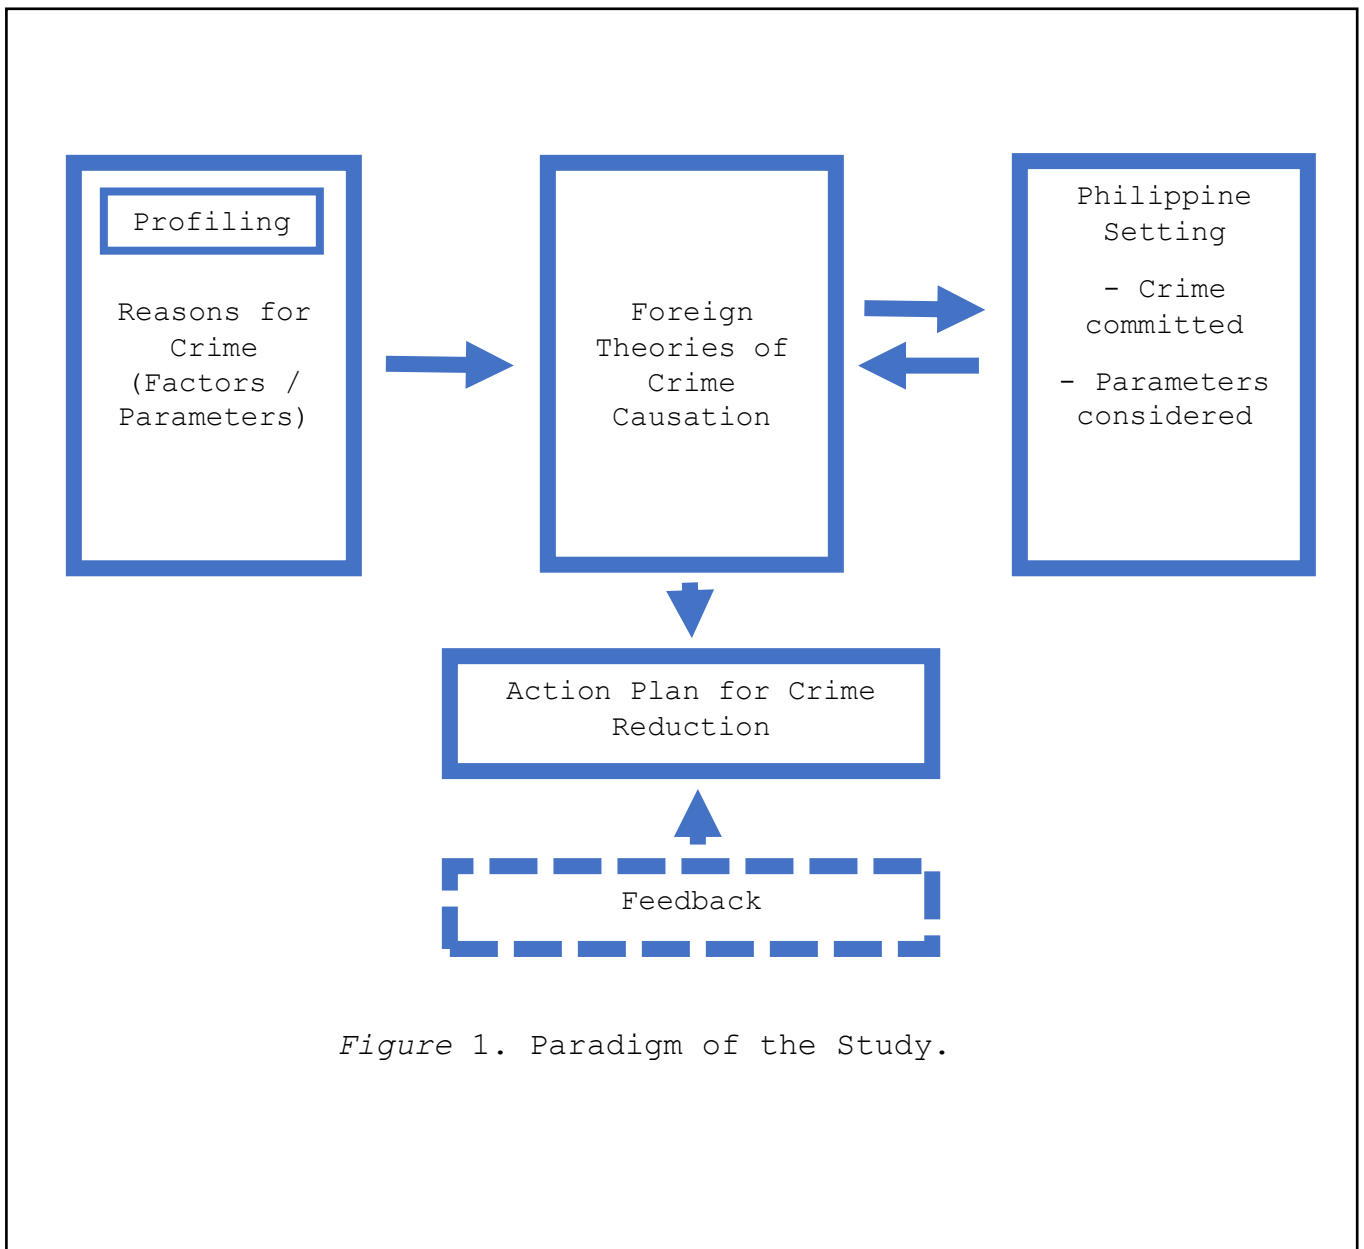 Profiling
Reasons for
Crime
(Factors /
Parameters)
Foreign
Theories of
Crime
Causation
Philippine
Setting
- Crime
committed
- Parameters
considered
Action Plan for Crime
Reduction
Feedback
Figure 1. Paradigm of the Study.